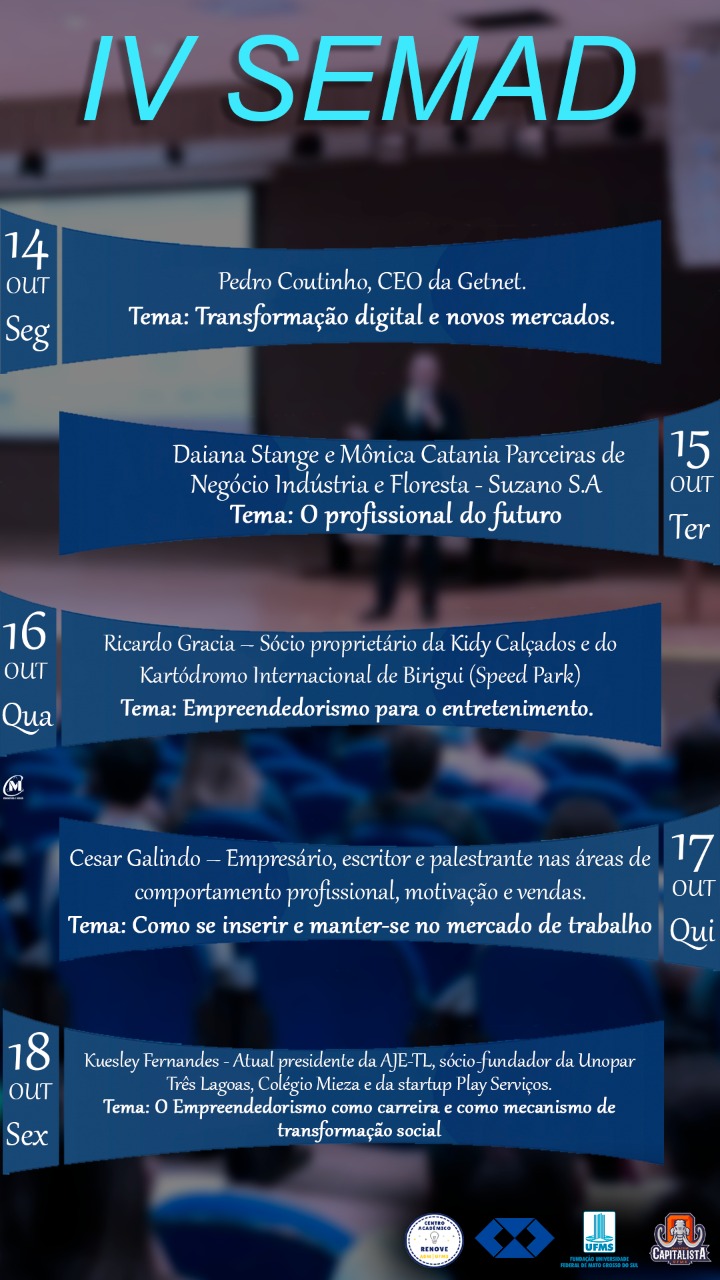 IV SEMAD
14
OUT
Seg
Pedro Coutinho, CEO da Getnet.
Tema: Transformação digital e novos mercados.
15
OUT
Ter
Daiana Stange e Mônica Catania Parceiras de
Negócio Indústria e Floresta - Suzano S.A
Tema: O profissional do futuro
16
OUT
Qua
Ricardo Gracia – Sócio proprietário da Kidy Calçados e do
Kartódromo Internacional de Birigui (Speed Park)
Tema: Empreendedorismo para o entretenimento.
17
OUT
Qui
Cesar Galindo – Empresário, escritor e palestrante nas áreas de
comportamento profissional, motivação e vendas.
Tema: Como se inserir e manter-se no mercado de trabalho
18
OUT
Sex
Kuesley Fernandes - Atual presidente da AJE-TL, sócio-fundador da Unopar
Três Lagoas, Colégio Mieza e da startup Play Serviços.
Tema: O Empreendedorismo como carreira e como mecanismo de
transformação social
CENTRO
ACADÊMICO
RENOVE
UFMS
FUNDAÇÃO UNIVERSIDADE
FEDERAL DE MATO GROSSO DO SUL
CAPITALISTA